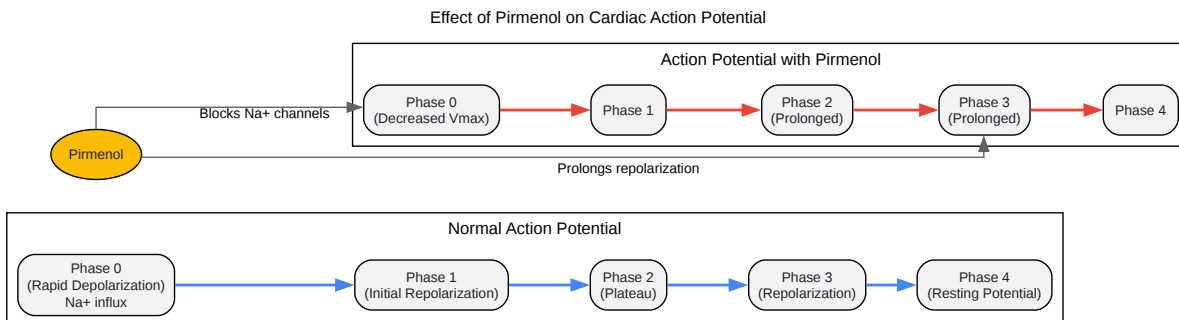 Effect of Pirmenol on Cardiac Action Potential
Action Potential with Pirmenol
Phase 0
(Decreased Vmax)
Phase 1
Phase 2
(Prolonged)
Phase 3
(Prolonged)
Phase 4
Blocks Na+ channels
Pirmenol
Prolongs repolarization
Normal Action Potential
Phase 0
(Rapid Depolarization)
Na+ influx
Phase 1
(Initial Repolarization)
Phase 2
(Plateau)
Phase 3
(Repolarization)
Phase 4
(Resting Potential)